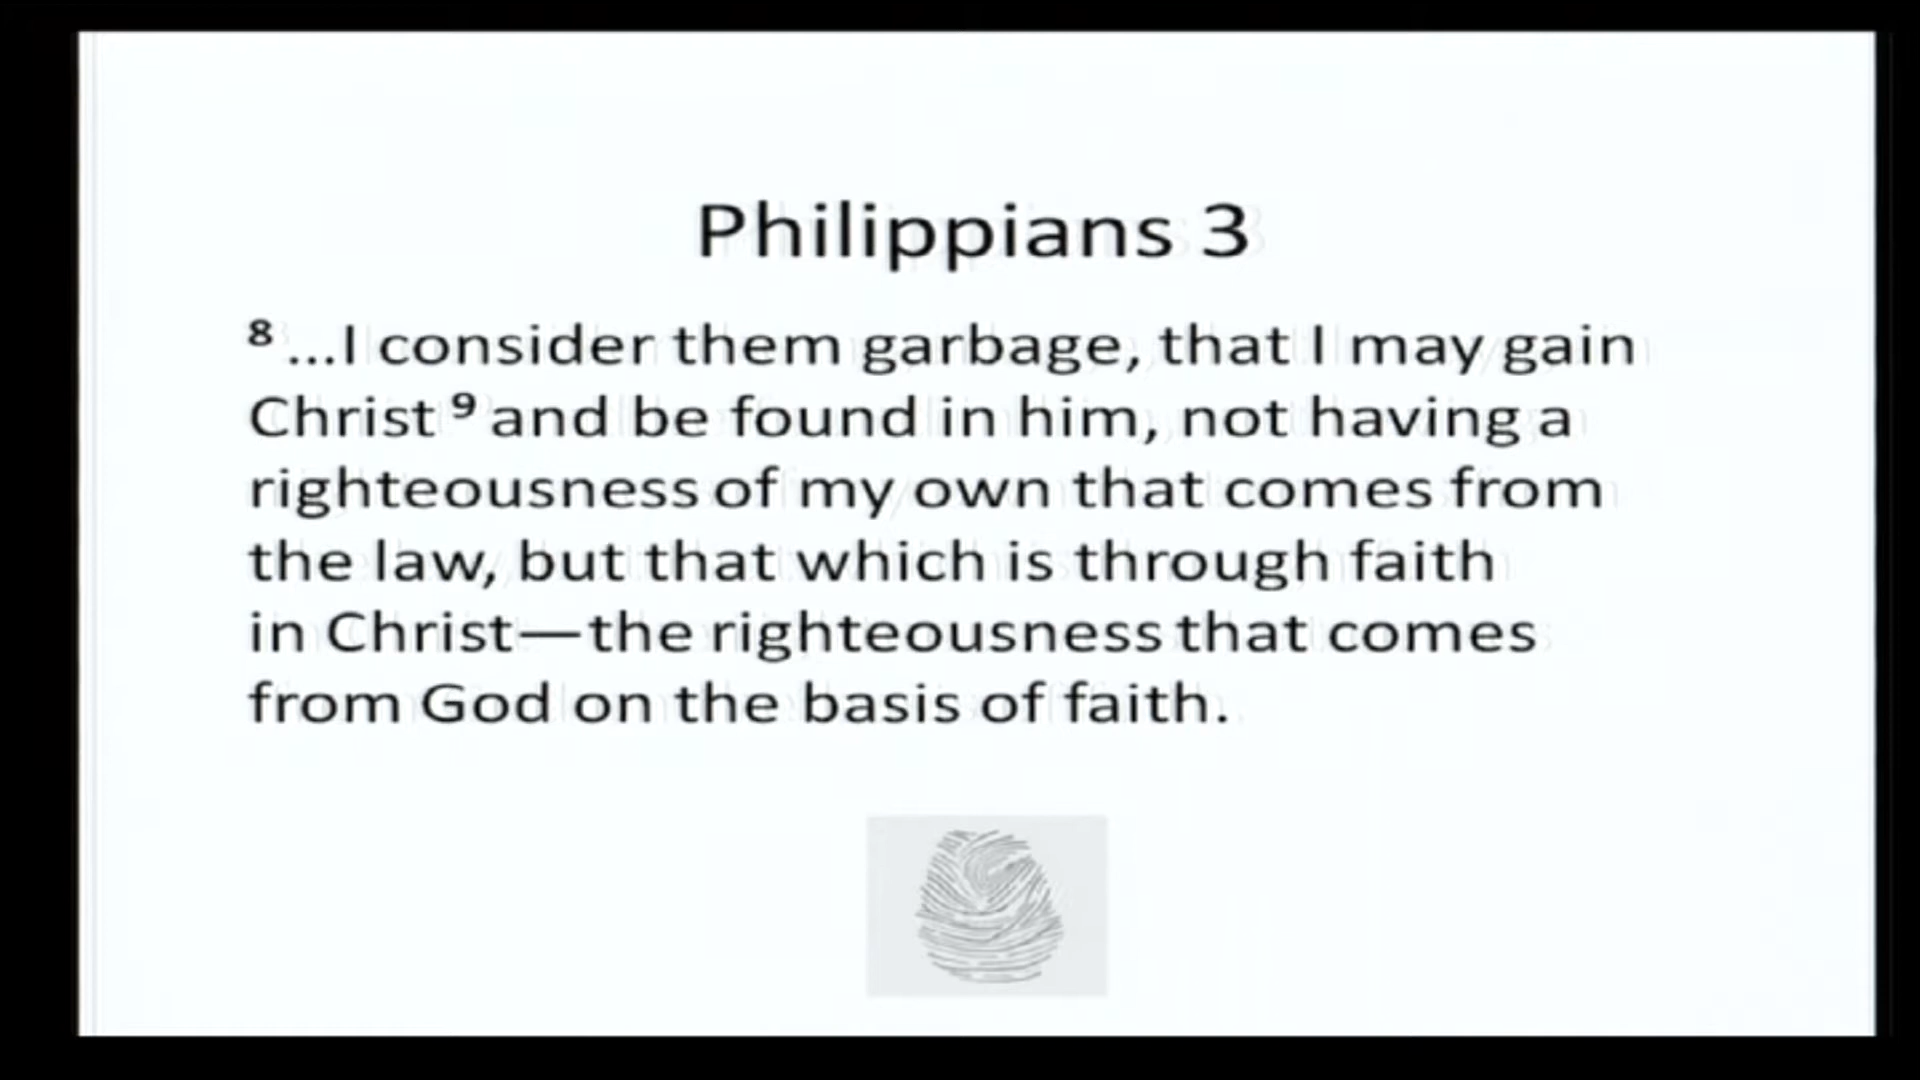 Philippians 3
⁸ ...I consider them garbage, that I may gain
Christ ⁹ and be found in him, not having a
righteousness of my own that comes from
the law, but that which is through faith
in Christ—the righteousness that comes
from God on the basis of faith.